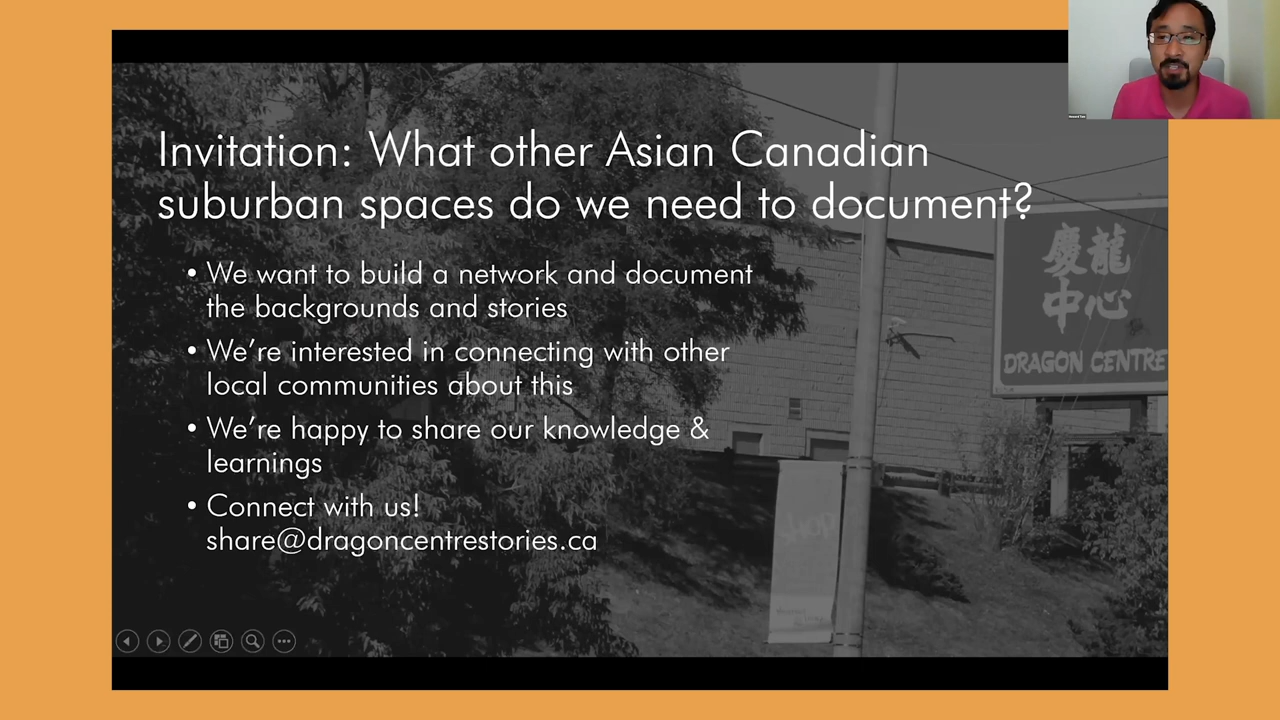 Invitation: What other Asian Canadian
suburban spaces do we need to document?
• We want to build a network and document
the backgrounds and stories
• We're interested in connecting with other
local communities about this
• We're happy to share our knowledge &
learnings
• Connect with us!
share@dragoncentrestories.ca
慶龍
中心
DRAGON CENTRE
SHOP